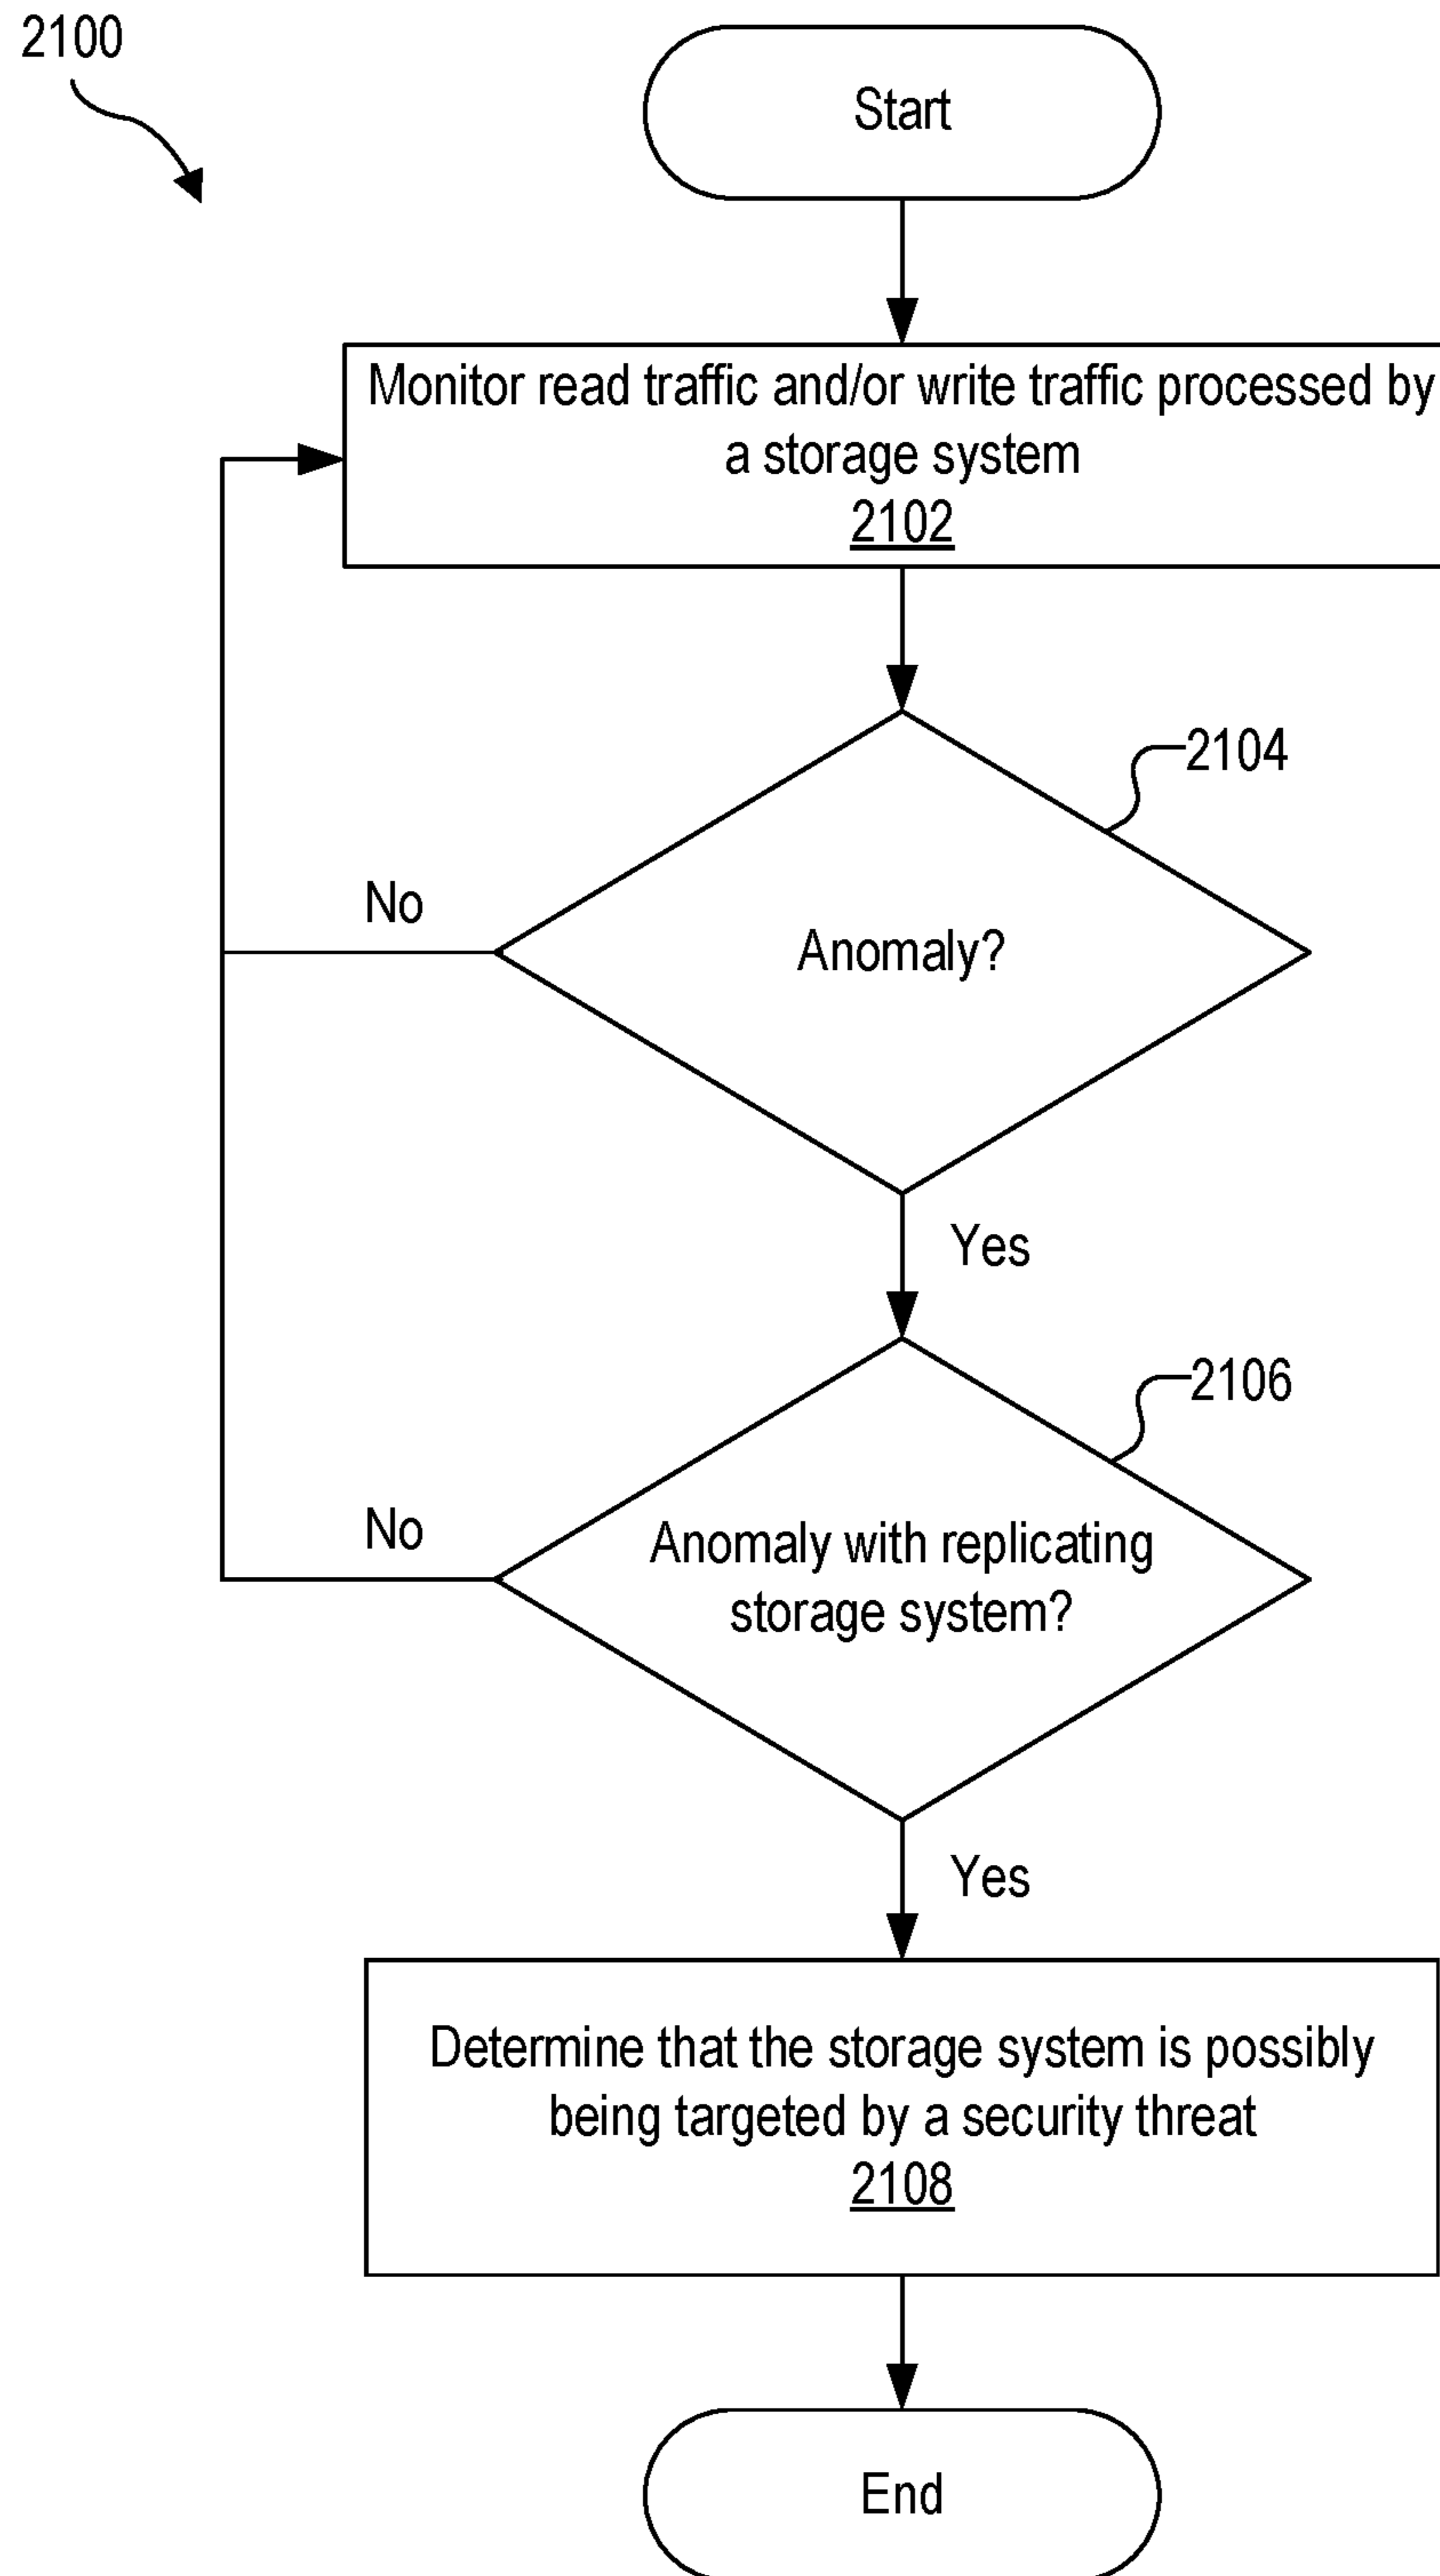 2100
Start
Monitor read traffic and/or write traffic processed by
a storage system
2102
2104
No
Anomaly?
Yes
2106
No
Anomaly with replicating
storage system?
Yes
Determine that the storage system is possibly
being targeted by a security threat
2108
End